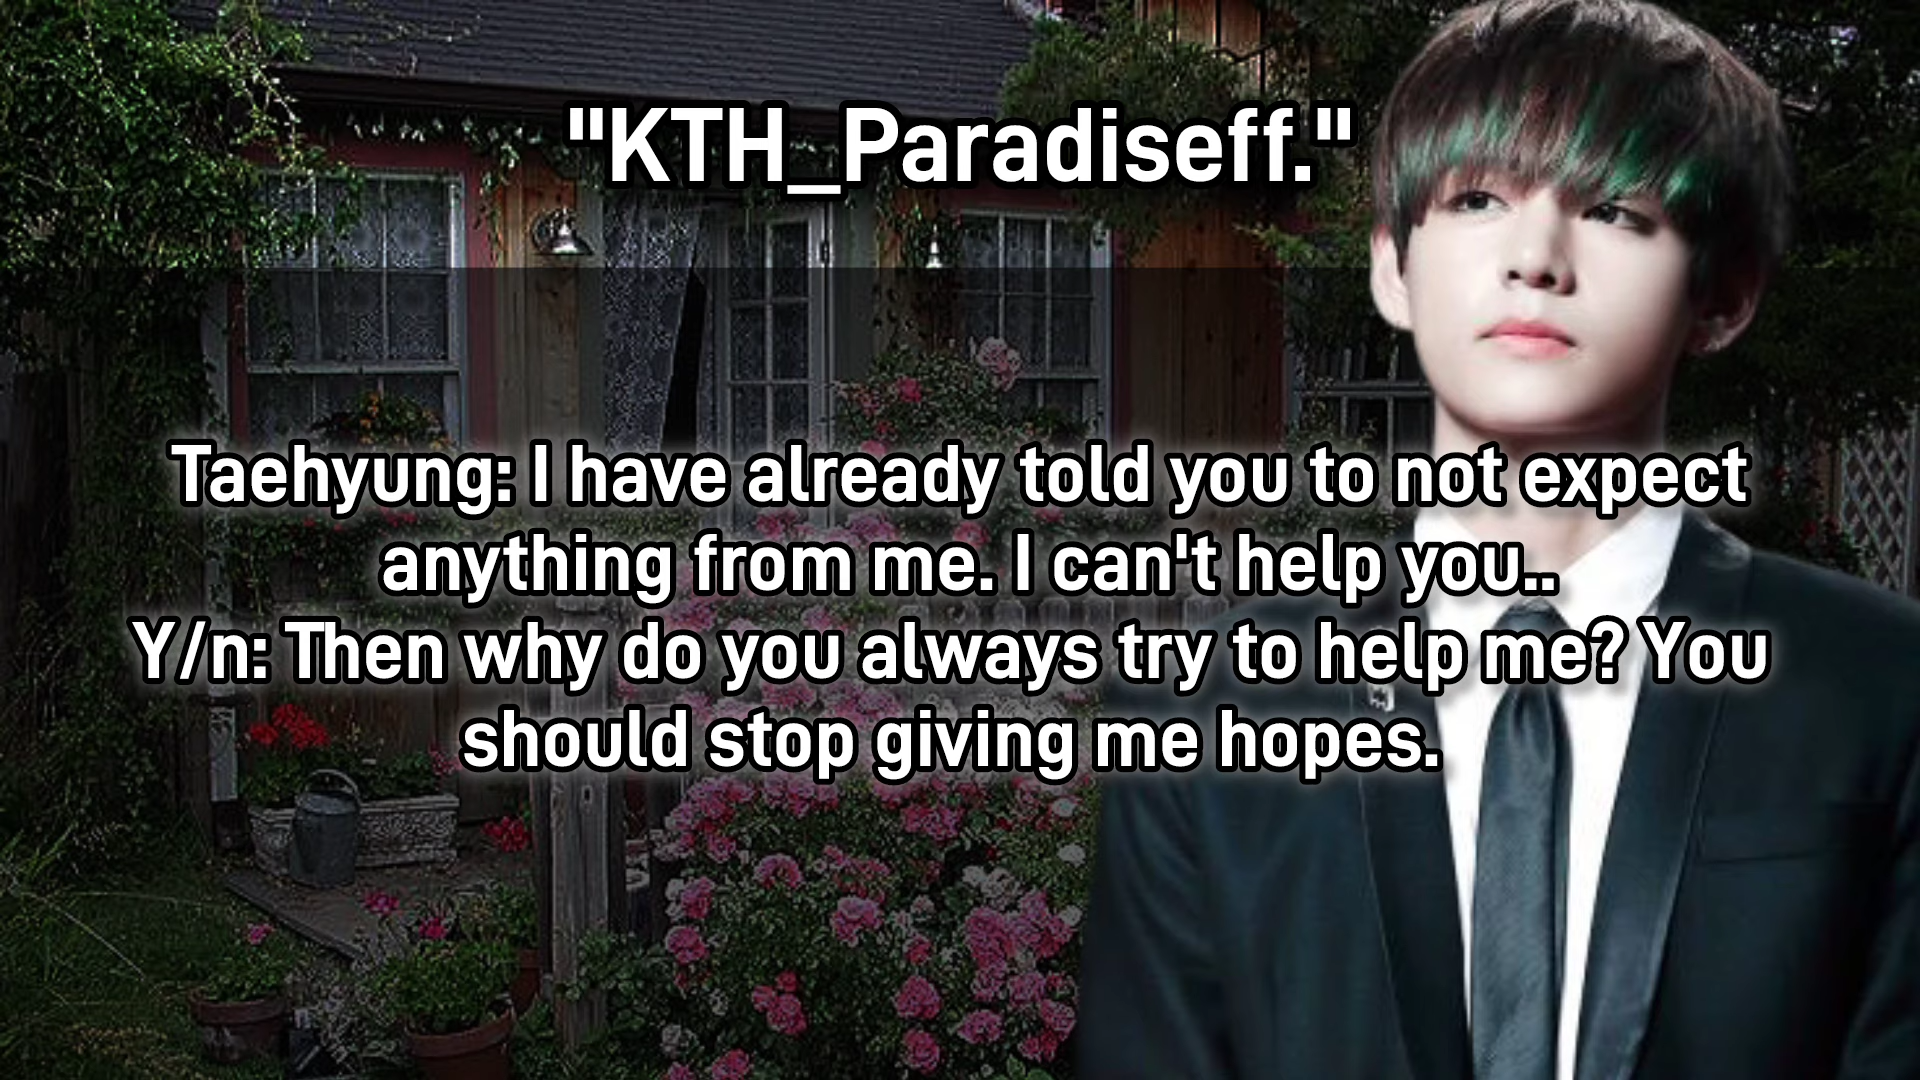 "KTH_Paradiseff."
Taehyung: I have already told you to not expect
anything from me. I can't help you..
Y/n: Then why do you always try to help me? You
should stop giving me hopes.